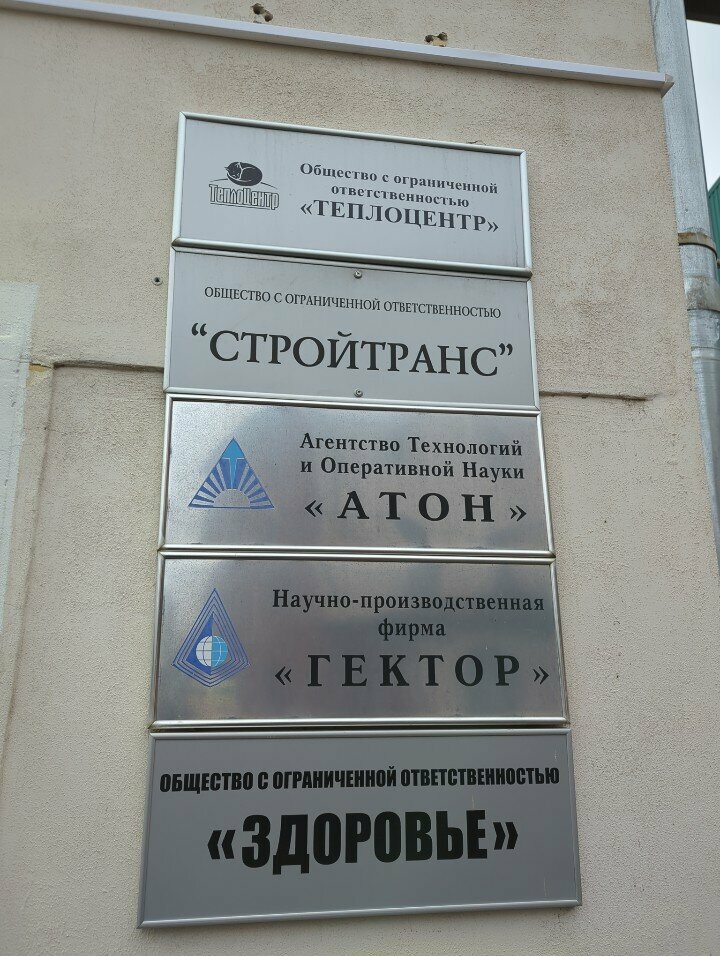 ТеплоЦентр
Общество с ограниченной
ответственностью
«ТЕПЛОЦЕНТР»
ОБЩЕСТВО С ОГРАНИЧЕННОЙ ОТВЕТСТВЕННОСТЬЮ
“СТРОЙТРАНС”
Агентство Технологий
и Оперативной Науки
«АТОН»
Научно-производственная
фирма
«ГЕКТОР»
ОБЩЕСТВО С ОГРАНИЧЕННОЙ ОТВЕТСТВЕННОСТЬЮ
«ЗДОРОВЬЕ»